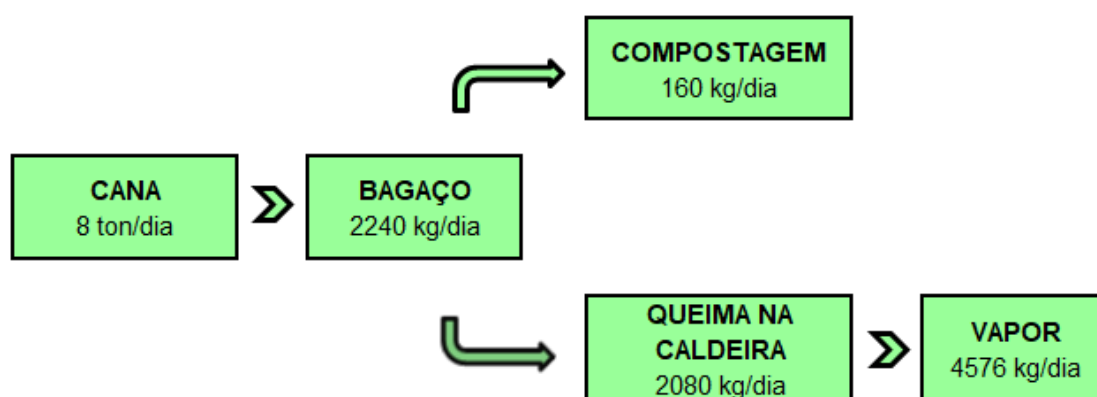 COMPOSTAGEM
160 kg/dia
CANA
8 ton/dia
BAGAÇO
2240 kg/dia
QUEIMA NA
CALDEIRA
2080 kg/dia
VAPOR
4576 kg/dia